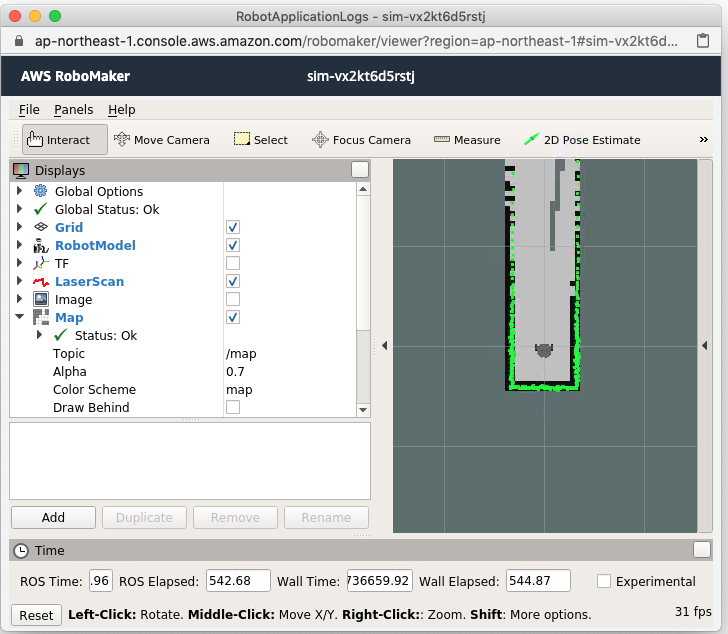 RobotApplicationLogs - sim-vx2kt6d5rstj
ap-northeast-1.console.aws.amazon.com/robomaker/viewer?region=ap-northeast-1#sim-vx2kt6d...
AWS RoboMaker sim-vx2kt6d5rstj
File Panels Help
Interact Move Camera Select Focus Camera Measure 2D Pose Estimate »
Displays
Global Options
Global Status: Ok
Grid
RobotModel
TF
LaserScan
Image
Map
Status: Ok
Topic /map
Alpha 0.7
Color Scheme map
Draw Behind
Add Duplicate Remove Rename
Time
ROS Time: .96 ROS Elapsed: 542.68 Wall Time: 736659.92 Wall Elapsed: 544.87 Experimental
Reset Left-Click: Rotate. Middle-Click: Move X/Y. Right-Click:: Zoom. Shift: More options. 31 fps